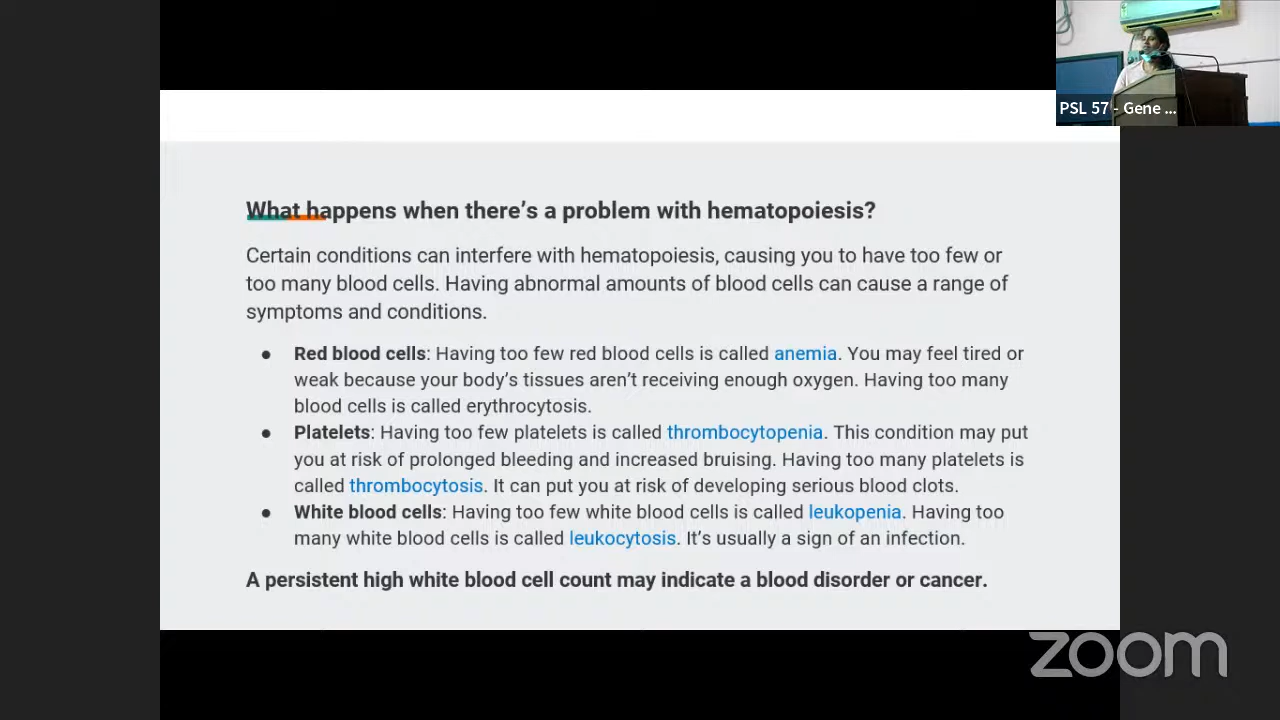 PSL 57 - Gene ...
What happens when there's a problem with hematopoiesis?
Certain conditions can interfere with hematopoiesis, causing you to have too few or
too many blood cells. Having abnormal amounts of blood cells can cause a range of
symptoms and conditions.
● Red blood cells: Having too few red blood cells is called anemia. You may feel tired or
weak because your body's tissues aren't receiving enough oxygen. Having too many
blood cells is called erythrocytosis.
● Platelets: Having too few platelets is called thrombocytopenia. This condition may put
you at risk of prolonged bleeding and increased bruising. Having too many platelets is
called thrombocytosis. It can put you at risk of developing serious blood clots.
● White blood cells: Having too few white blood cells is called leukopenia. Having too
many white blood cells is called leukocytosis. It's usually a sign of an infection.
A persistent high white blood cell count may indicate a blood disorder or cancer.
zoom